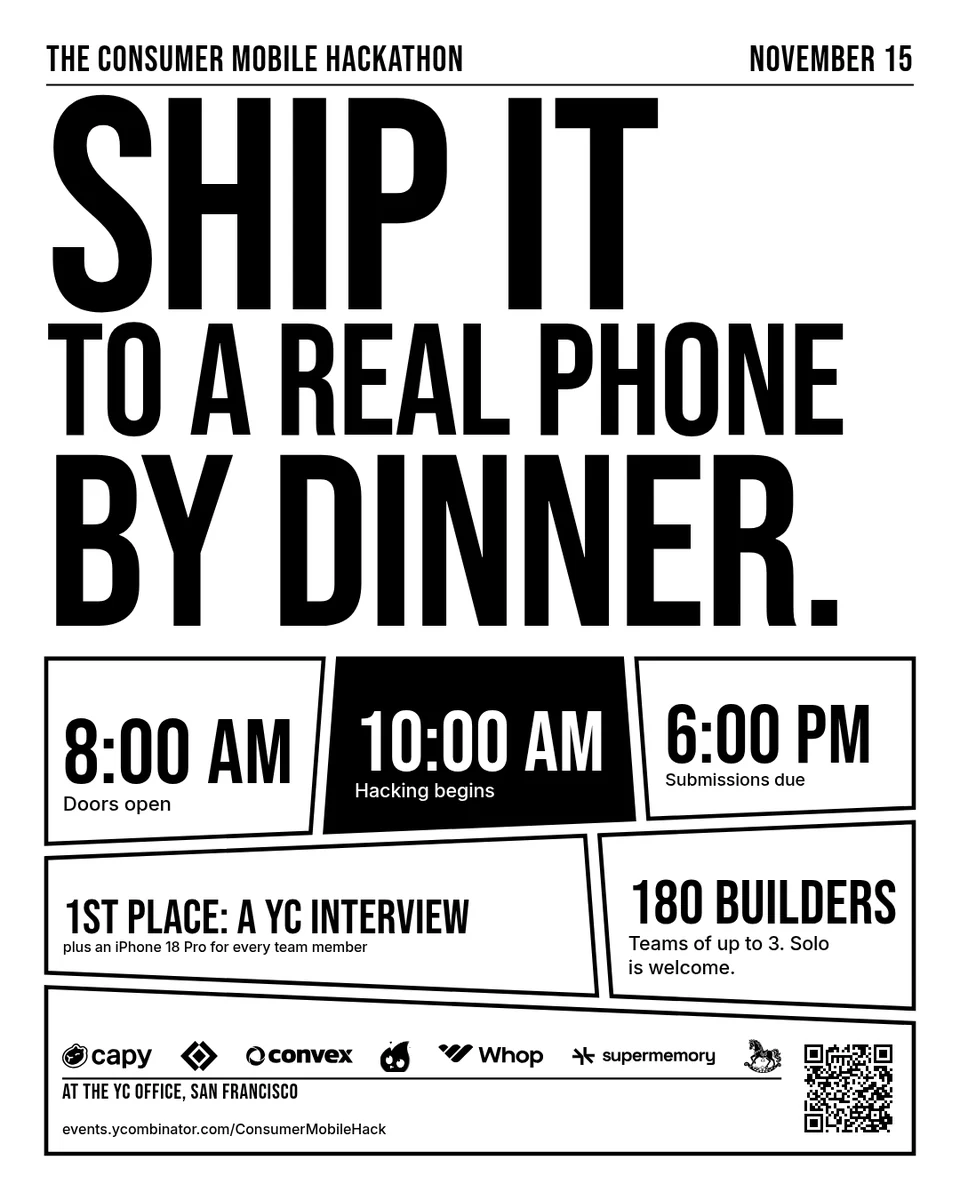 THE CONSUMER MOBILE HACKATHON
NOVEMBER 15
SHIP IT
TO A REAL PHONE
BY DINNER.
8:00 AM
Doors open
10:00 AM
Hacking begins
6:00 PM
Submissions due
1ST PLACE: A YC INTERVIEW
plus an iPhone 18 Pro for every team member
180 BUILDERS
Teams of up to 3. Solo
is welcome.
capy
convex
Whop
supermemory
AT THE YC OFFICE, SAN FRANCISCO
events.ycombinator.com/ConsumerMobileHack